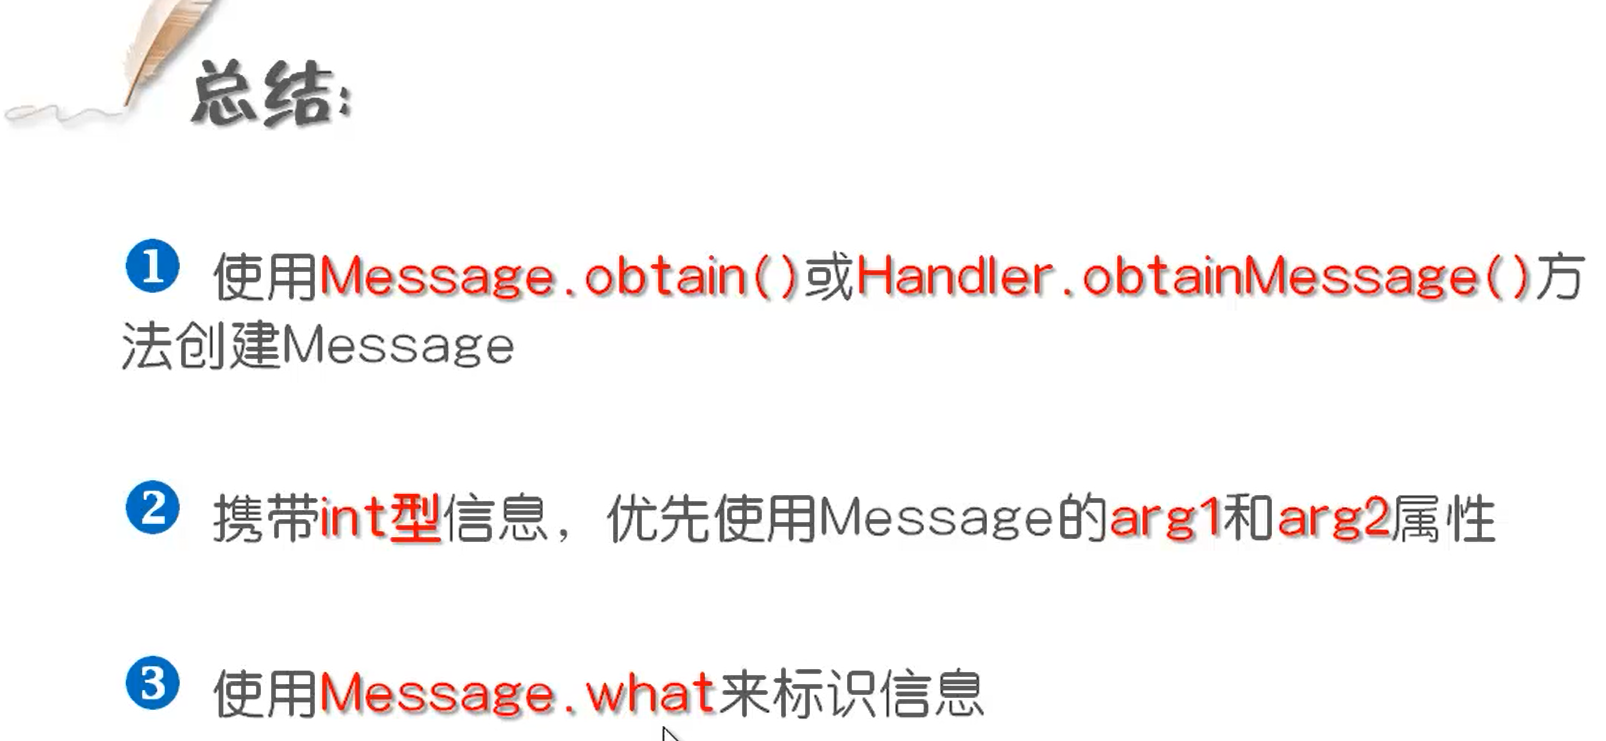 总结:
1 使用Message.obtain()或Handler.obtainMessage()方
法创建Message
2 携带int型信息，优先使用Message的arg1和arg2属性
3 使用Message.what来标识信息